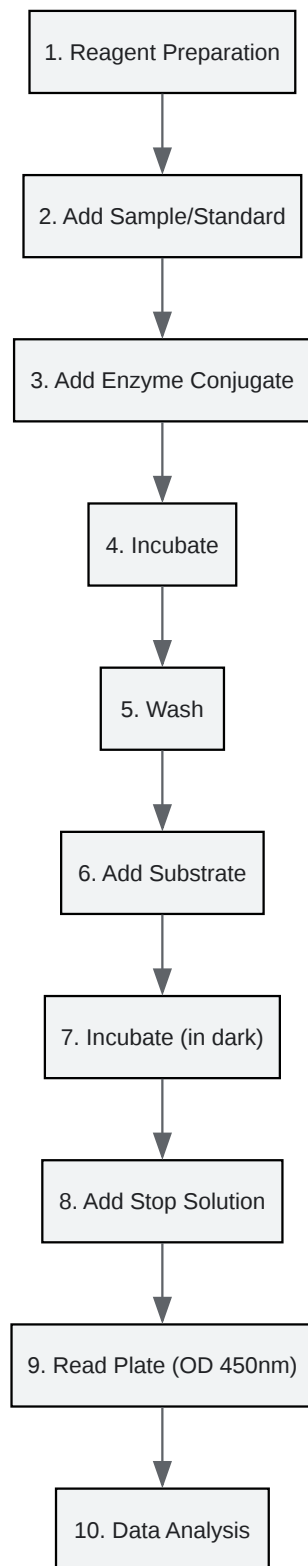 1. Reagent Preparation
2. Add Sample/Standard
3. Add Enzyme Conjugate
4. Incubate
5. Wash
6. Add Substrate
7. Incubate (in dark)
8. Add Stop Solution
9. Read Plate (OD 450nm)
10. Data Analysis